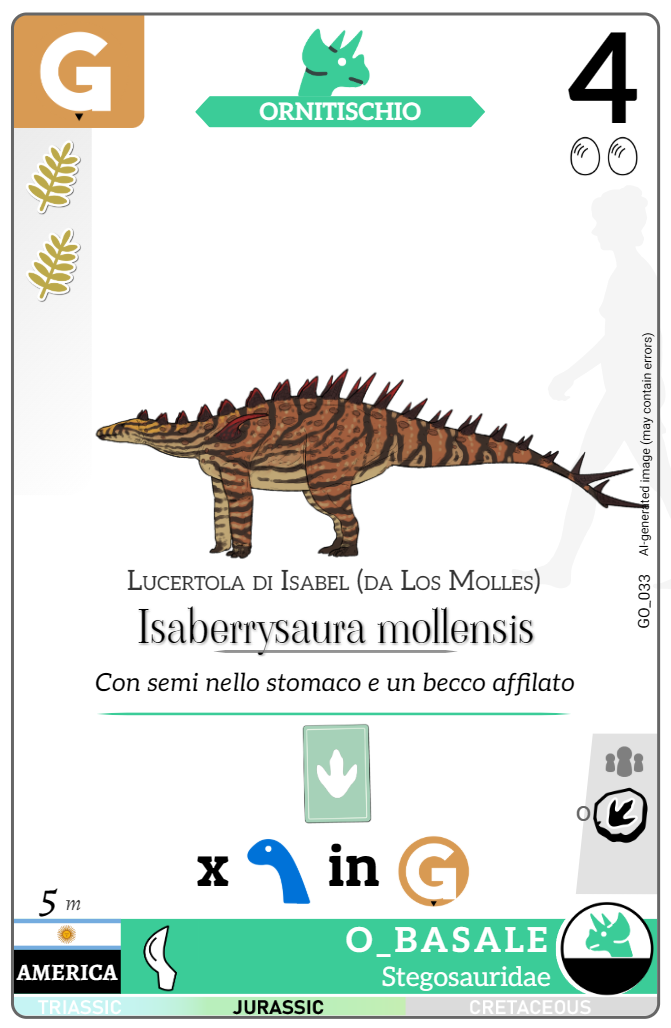 G
ORNITISCHIO
4
AI-generated image (may contain errors)
GO_033
Lucertola di Isabel (da Los Molles)
Isaberrysaura mollensis
Con semi nello stomaco e un becco affilato
O
x in G
5 m
AMERICA
O_BASALE
Stegosauridae
TRIASSIC JURASSIC CRETACEOUS